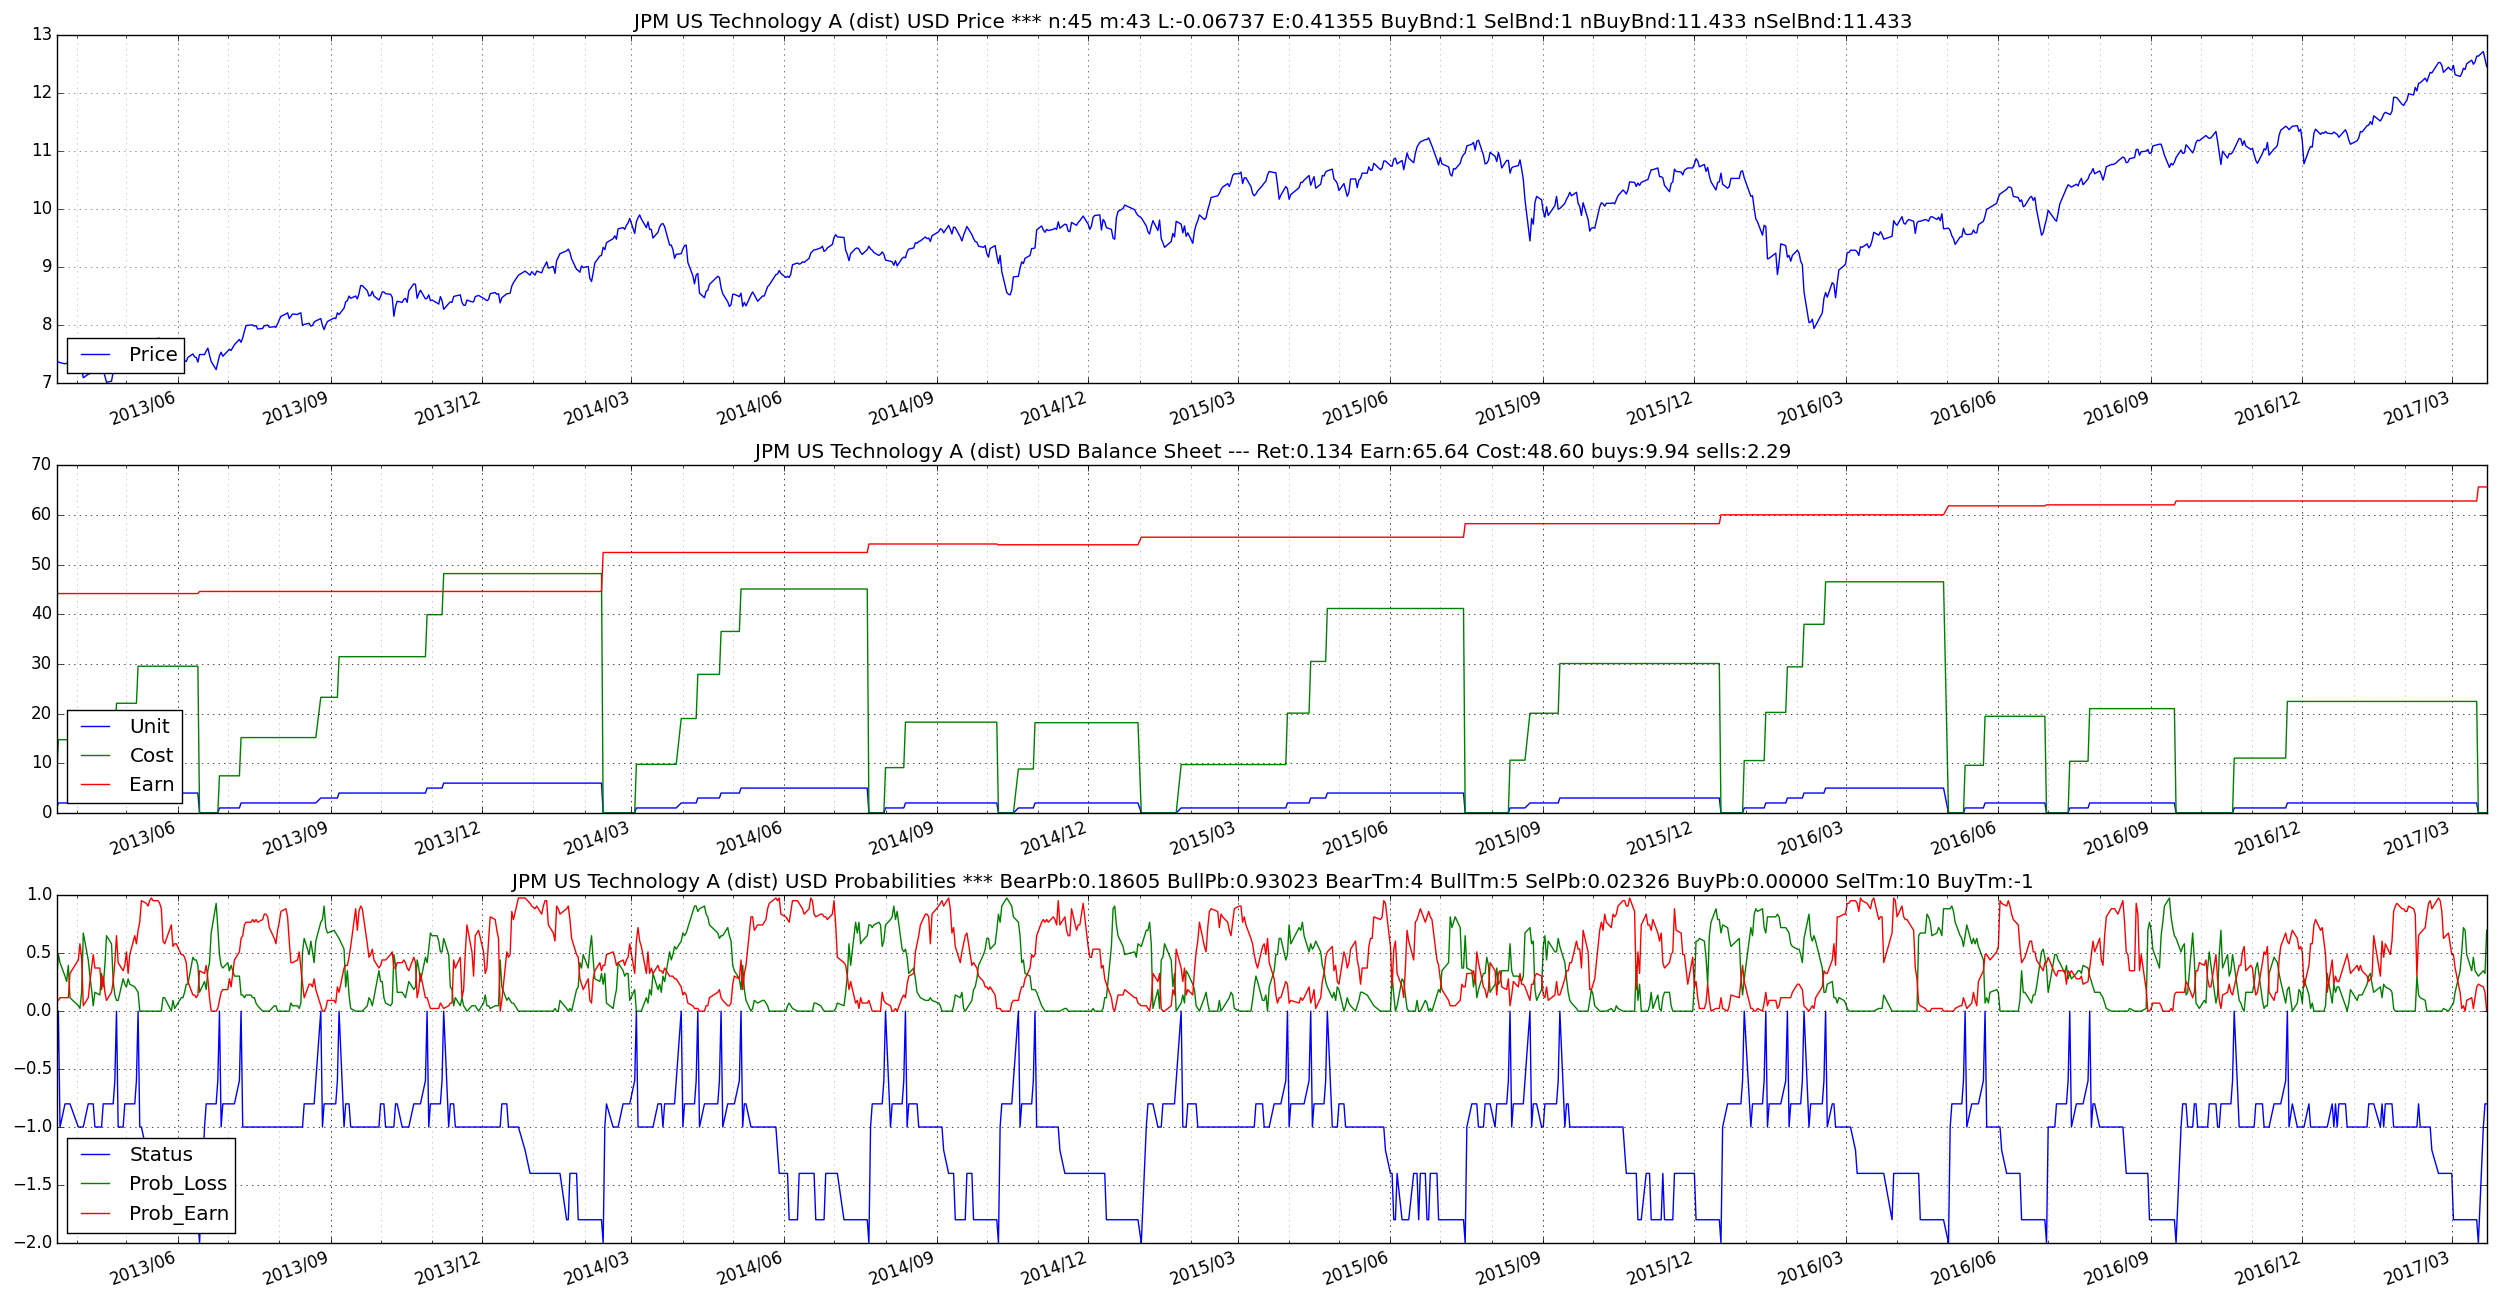 JPM US Technology A (dist) USD Price *** n:45 m:43 L:-0.06737 E:0.41355 BuyBnd:1 SelBnd:1 nBuyBnd:11.433 nSelBnd:11.433
13
12
11
10
9
8
7
Price
2013/06 2013/09 2013/12 2014/03 2014/06 2014/09 2014/12 2015/03 2015/06 2015/09 2015/12 2016/03 2016/06 2016/09 2016/12 2017/03
JPM US Technology A (dist) USD Balance Sheet --- Ret:0.134 Earn:65.64 Cost:48.60 buys:9.94 sells:2.29
70
60
50
40
30
20
10
0
Unit
Cost
Earn
2013/06 2013/09 2013/12 2014/03 2014/06 2014/09 2014/12 2015/03 2015/06 2015/09 2015/12 2016/03 2016/06 2016/09 2016/12 2017/03
JPM US Technology A (dist) USD Probabilities *** BearPb:0.18605 BullPb:0.93023 BearTm:4 BullTm:5 SelPb:0.02326 BuyPb:0.00000 SelTm:10 BuyTm:-1
1.0
0.5
0.0
−0.5
−1.0
−1.5
−2.0
Status
Prob_Loss
Prob_Earn
2013/06 2013/09 2013/12 2014/03 2014/06 2014/09 2014/12 2015/03 2015/06 2015/09 2015/12 2016/03 2016/06 2016/09 2016/12 2017/03